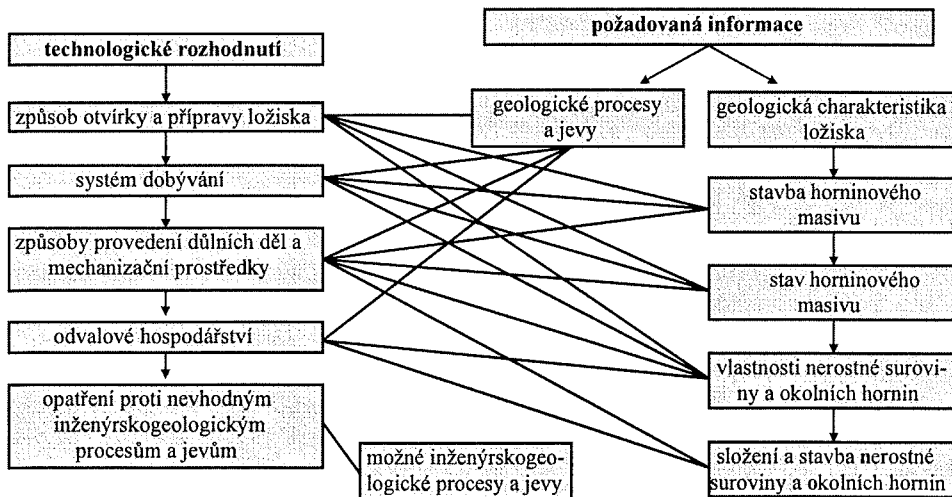 technologické rozhodnutí
způsob otvírky a přípravy ložiska
systém dobývání
způsoby provedení důlních děl a
mechanizační prostředky
odvalové hospodářství
opatření proti nevhodným
inženýrskogeologickým
procesům a jevům
možné inženýrskogeo-
logické procesy a jevy
požadovaná informace
geologické procesy
a jevy
geologická charakteristika
ložiska
stavba horninového
masivu
stav horninového
masivu
vlastnosti nerostné surovi-
ny a okolních hornin
složení a stavba nerostné
suroviny a okolních hornin